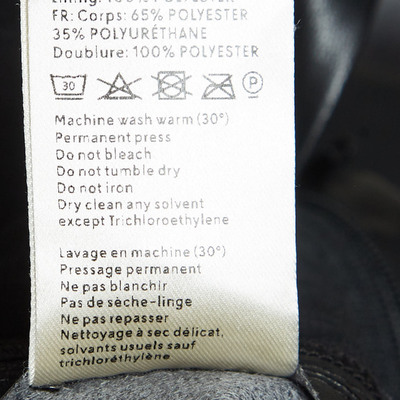 FR: Corps: 65% POLYESTER
35% POLYURÉTHANE
Doublure: 100% POLYESTER
30
P
Machine wash warm (30°)
Permanent press
Do not bleach
Do not tumble dry
Do not iron
Dry clean any solvent
except Trichloroethylene
Lavage en machine (30°)
Pressage permanent
Ne pas blanchir
Pas de sèche-linge
Ne pas repasser
Nettoyage à sec délicat,
solvants usuels sauf
trichloréthylène